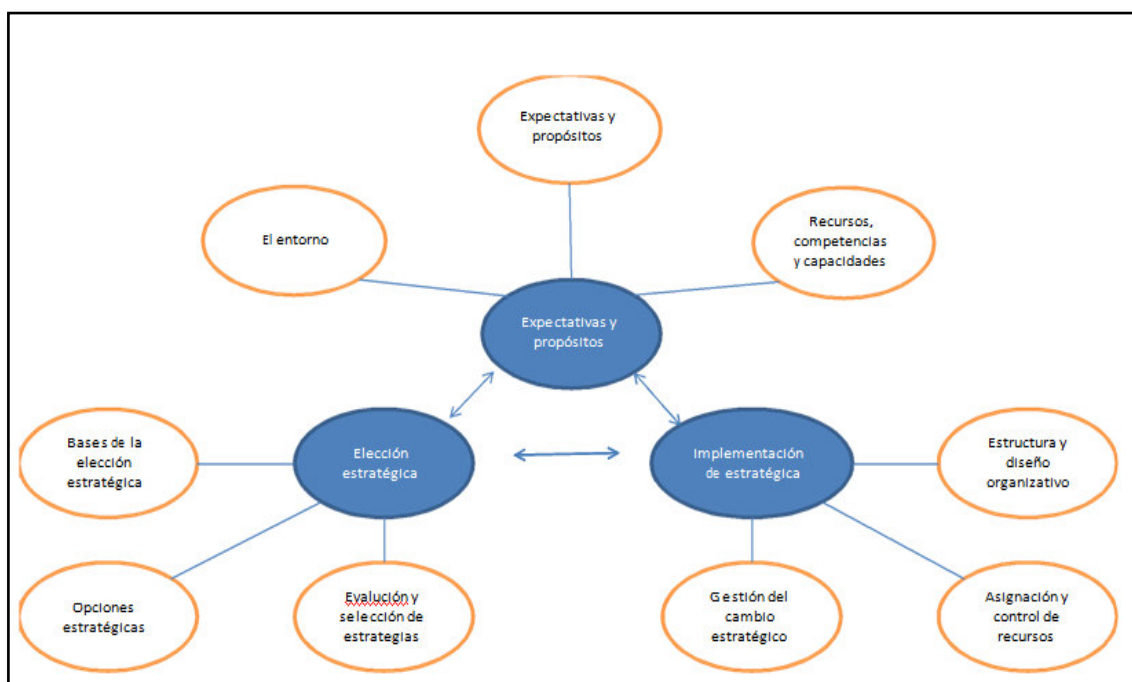 Expectativas y
propósitos
El entorno
Recursos,
competencias
y capacidades
Expectativas y
propósitos
Bases de la
elección
estratégica
Elección
estratégica
Implementación
de estratégica
Estructura y
diseño
organizativo
Opciones
estratégicas
Evalución y
selección de
estrategias
Gestión del
cambio
estratégico
Asignación y
control de
recursos